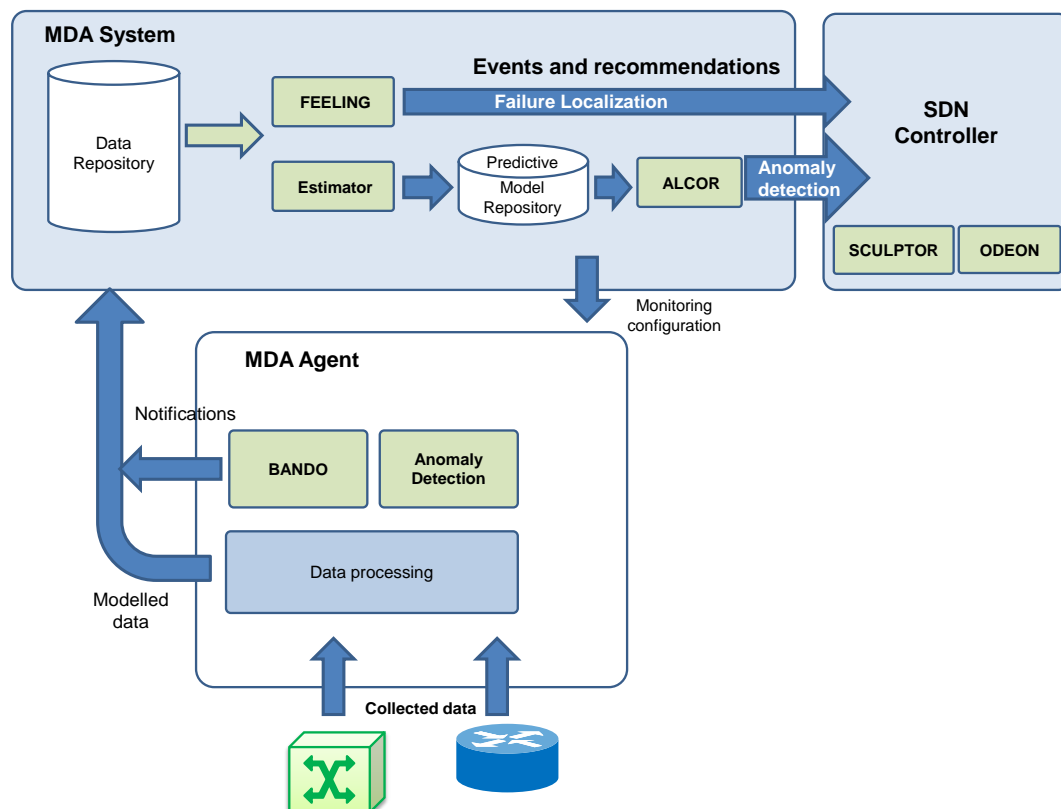 MDA System
Events and recommendations
FEELING
Failure Localization
SDN
Controller
Data
Repository
Estimator
Predictive
Model
Repository
ALCOR
Anomaly
detection
SCULPTOR
ODEON
Monitoring
configuration
MDA Agent
Notifications
BANDO
Anomaly
Detection
Data processing
Modelled
data
Collected data